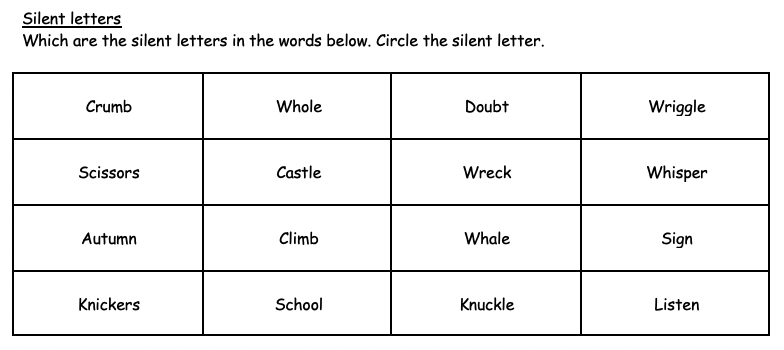 Silent letters
Which are the silent letters in the words below. Circle the silent letter.
Crumb Whole Doubt Wriggle
Scissors Castle Wreck Whisper
Autumn Climb Whale Sign
Knickers School Knuckle Listen